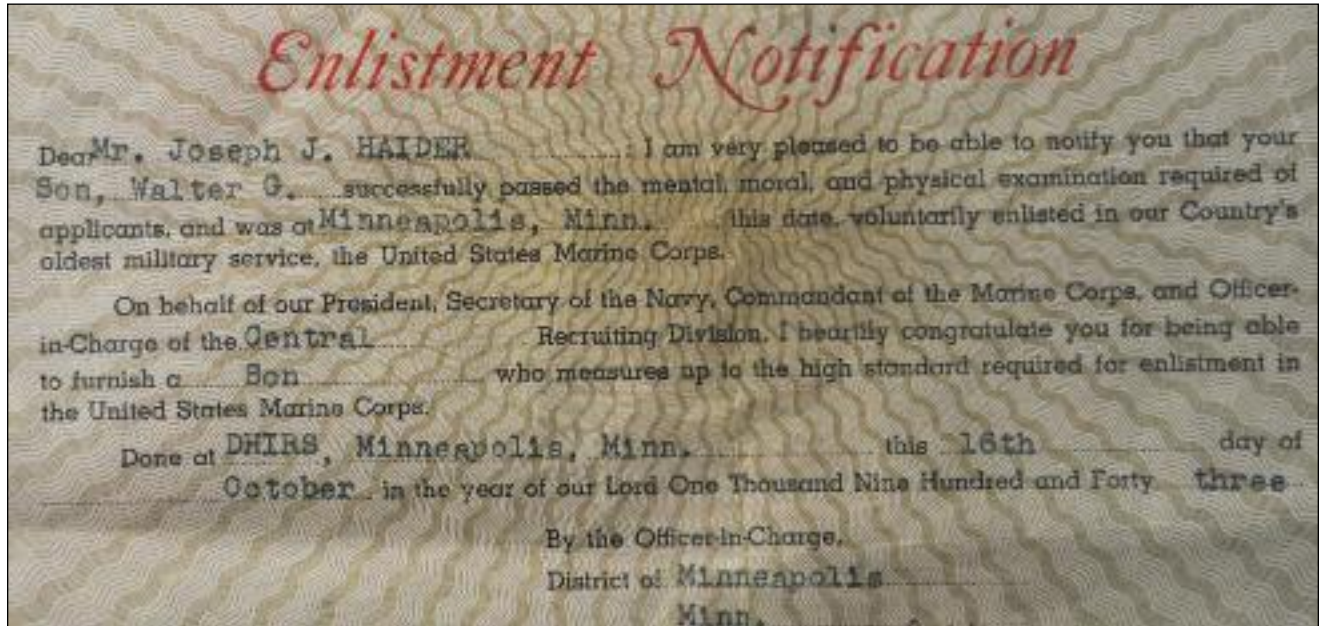 Enlistment Notification
Dear Mr. Joseph J. HAIDER : I am very pleased to be able to notify you that your
Son, Walter G. successfully passed the mental, moral, and physical examination required of
applicants, and was at Minneapolis, Minn. this date, voluntarily enlisted in our Country's
oldest military service, the United States Marine Corps.
On behalf of our President, Secretary of the Navy, Commandant of the Marine Corps, and Officer-
in-Charge of the Central Recruiting Division, I heartily congratulate you for being able
to furnish a Son who measures up to the high standard required for enlistment in
the United States Marine Corps.
Done at DHIRS, Minneapolis, Minn. this 16th day of
October in the year of our Lord One Thousand Nine Hundred and Forty three
By the Officer-in-Charge,
District of Minneapolis
Minn.